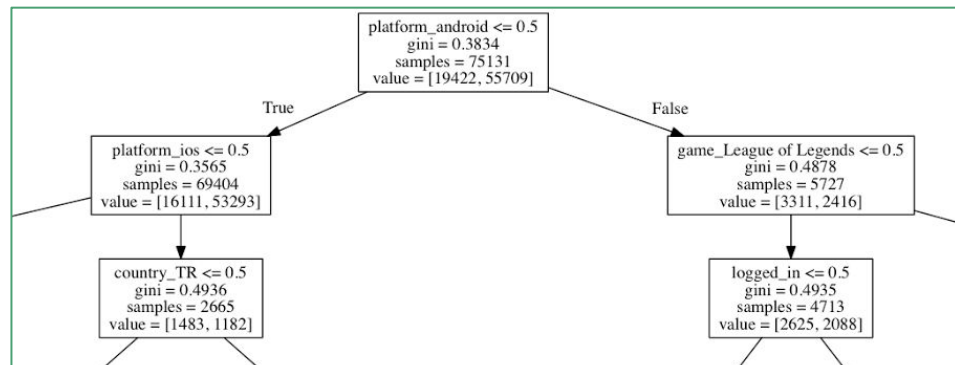 platform_android <= 0.5
gini = 0.3834
samples = 75131
value = [19422, 55709]
True
False
platform_ios <= 0.5
gini = 0.3565
samples = 69404
value = [16111, 53293]
game_League of Legends <= 0.5
gini = 0.4878
samples = 5727
value = [3311, 2416]
country_TR <= 0.5
gini = 0.4936
samples = 2665
value = [1483, 1182]
logged_in <= 0.5
gini = 0.4935
samples = 4713
value = [2625, 2088]